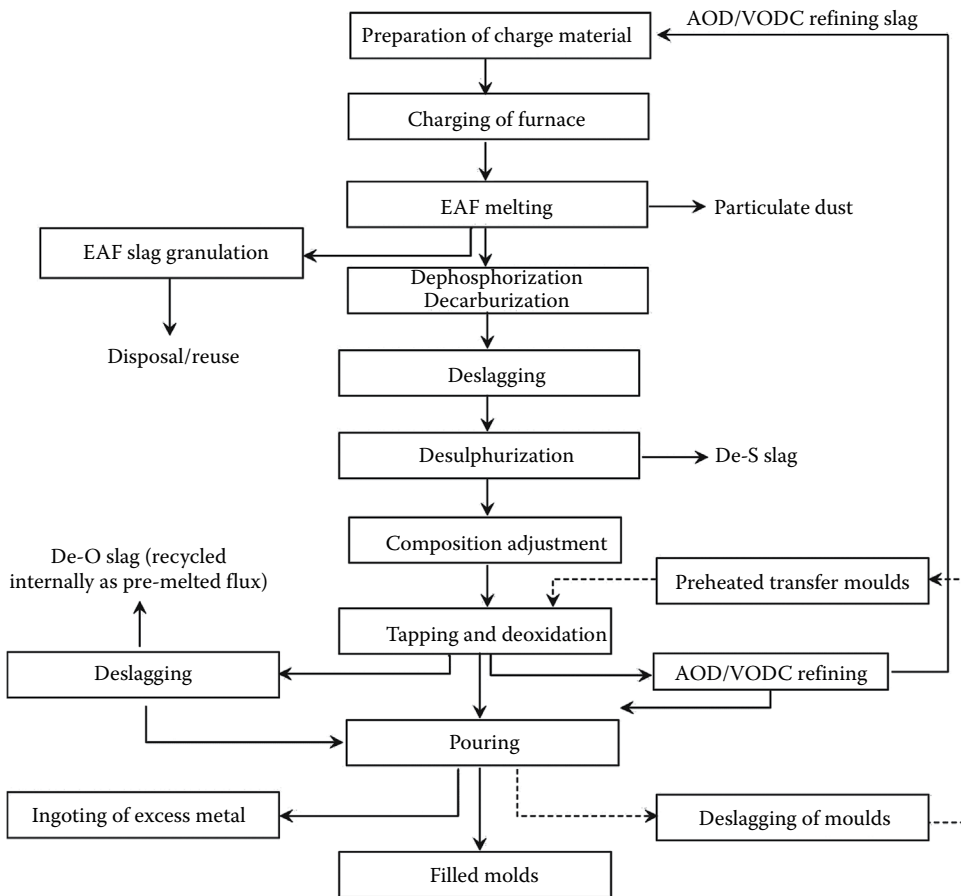 AOD/VODC refining slag
Preparation of charge material
Charging of furnace
EAF melting
Particulate dust
EAF slag granulation
Dephosphorization
Decarburization
Disposal/reuse
Deslagging
Desulphurization
De-S slag
Composition adjustment
De-O slag (recycled
internally as pre-melted flux)
Preheated transfer moulds
Tapping and deoxidation
Deslagging
AOD/VODC refining
Pouring
Ingoting of excess metal
Deslagging of moulds
Filled molds